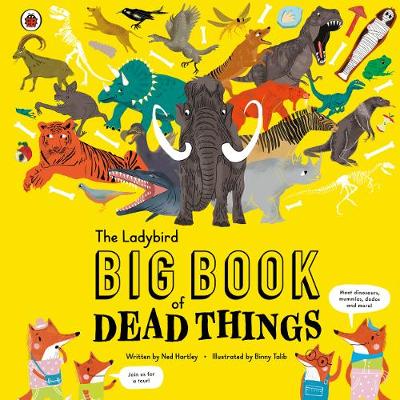 The Ladybird
BIG BOOK
of
DEAD THINGS
Written by Ned Hartley • Illustrated by Binny Talib
Meet dinosaurs,
mummies, dodos
and more!
Join us for
a tour!